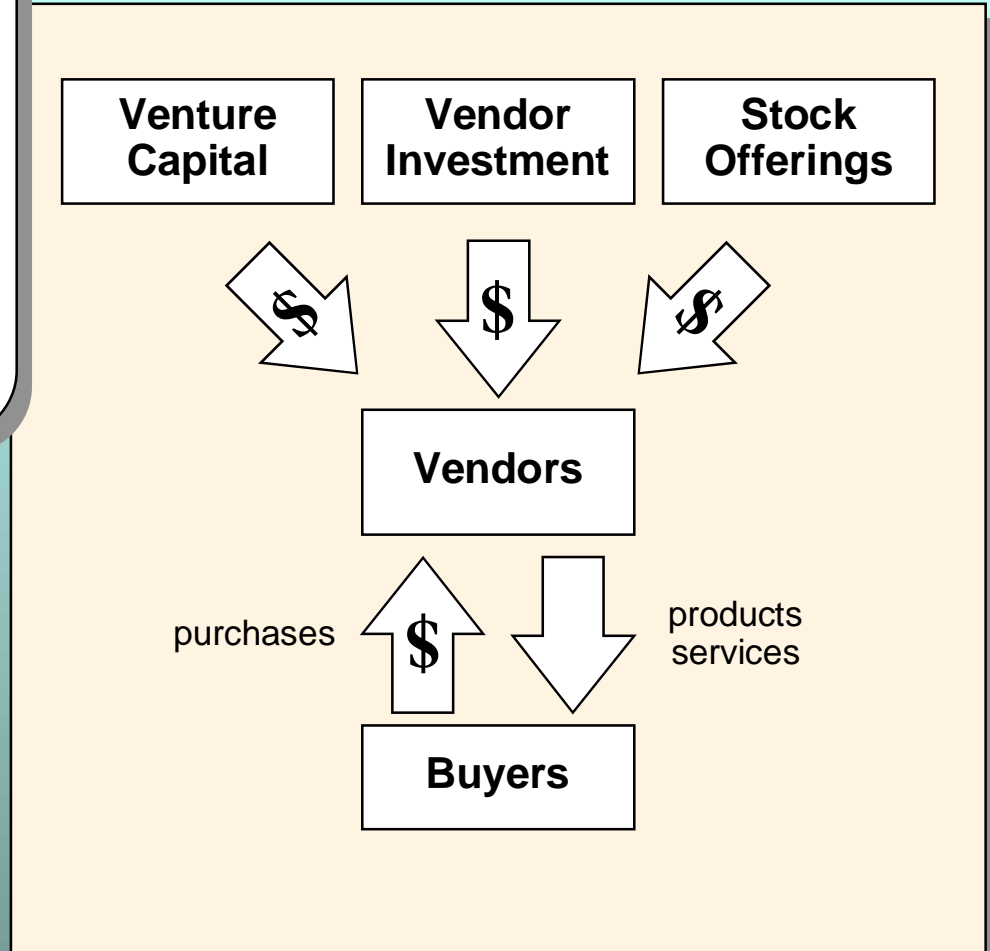 Venture
Capital
Vendor
Investment
Stock
Offerings
$
$
$
Vendors
purchases
$
products
services
Buyers